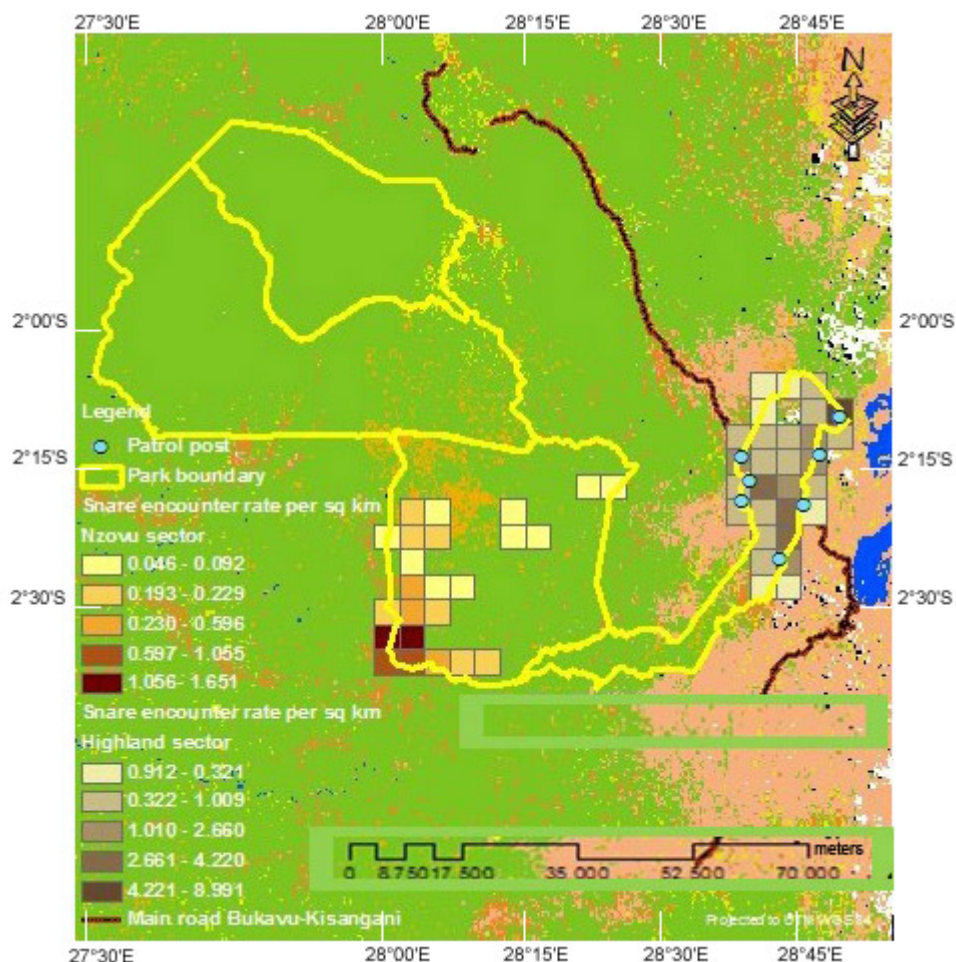 27°30'E 28°00'E 28°15'E 28°30'E 28°45'E
N
2°00'S 2°00'S
Legend
Patrol post
2°15'S 2°15'S
Park boundary
Snare encounter rate per sq km
Nzovu sector
0.046 - 0.092
0.193 - 0.229
2°30'S 2°30'S
0.230 - 0.596
0.597 - 1.055
1.056- 1.651
Snare encounter rate per sq km
Highland sector
0.912 - 0.321
0.322 - 1.009
1.010 - 2.660
2.661 - 4.220
4.221 - 8.991
meters
0 8.750 17.500 35 000 52 500 70 000
Main road Bukavu-Kisangani
Projected to UTM
27°30'E 28°00'E 28°15'E 28°30'E 28°45'E